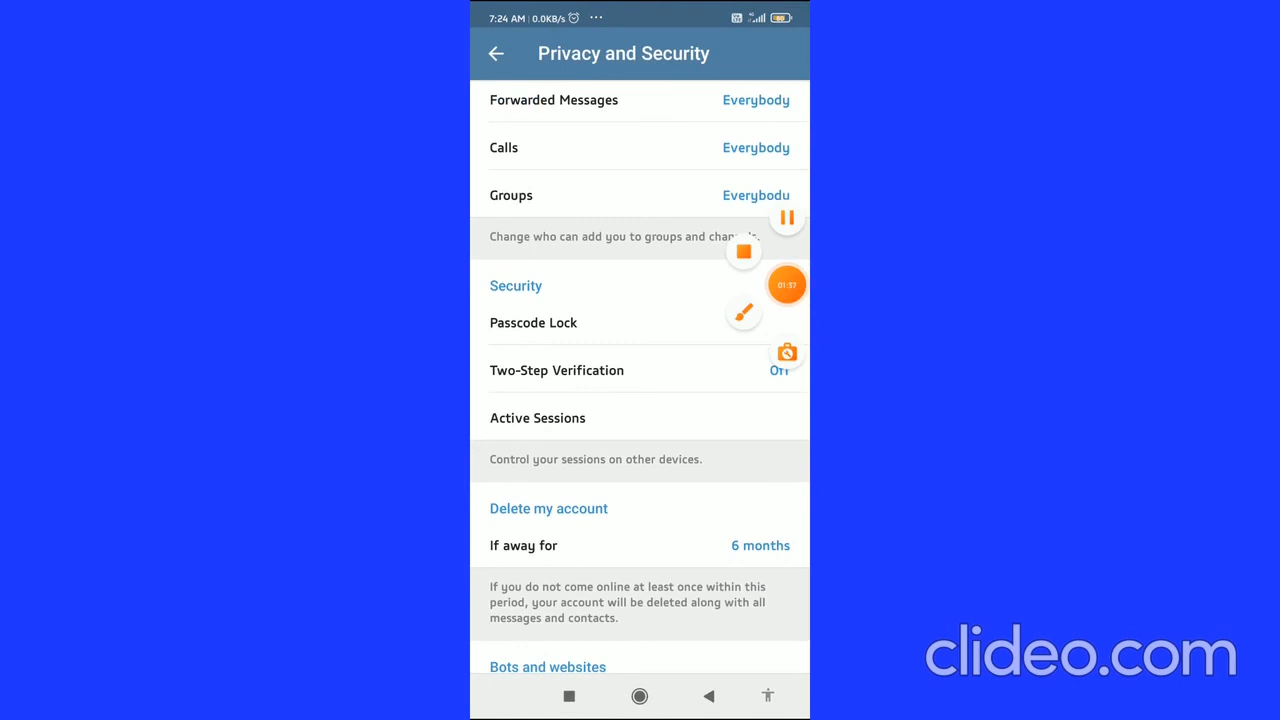 7:24 AM | 0.0KB/s ...
Privacy and Security
Forwarded Messages Everybody
Calls Everybody
Groups Everybody
Change who can add you to groups and channels.
01:37
Security
Passcode Lock
Two-Step Verification Off
Active Sessions
Control your sessions on other devices.
Delete my account
If away for 6 months
If you do not come online at least once within this
period, your account will be deleted along with all
messages and contacts.
Bots and websites
clideo.com